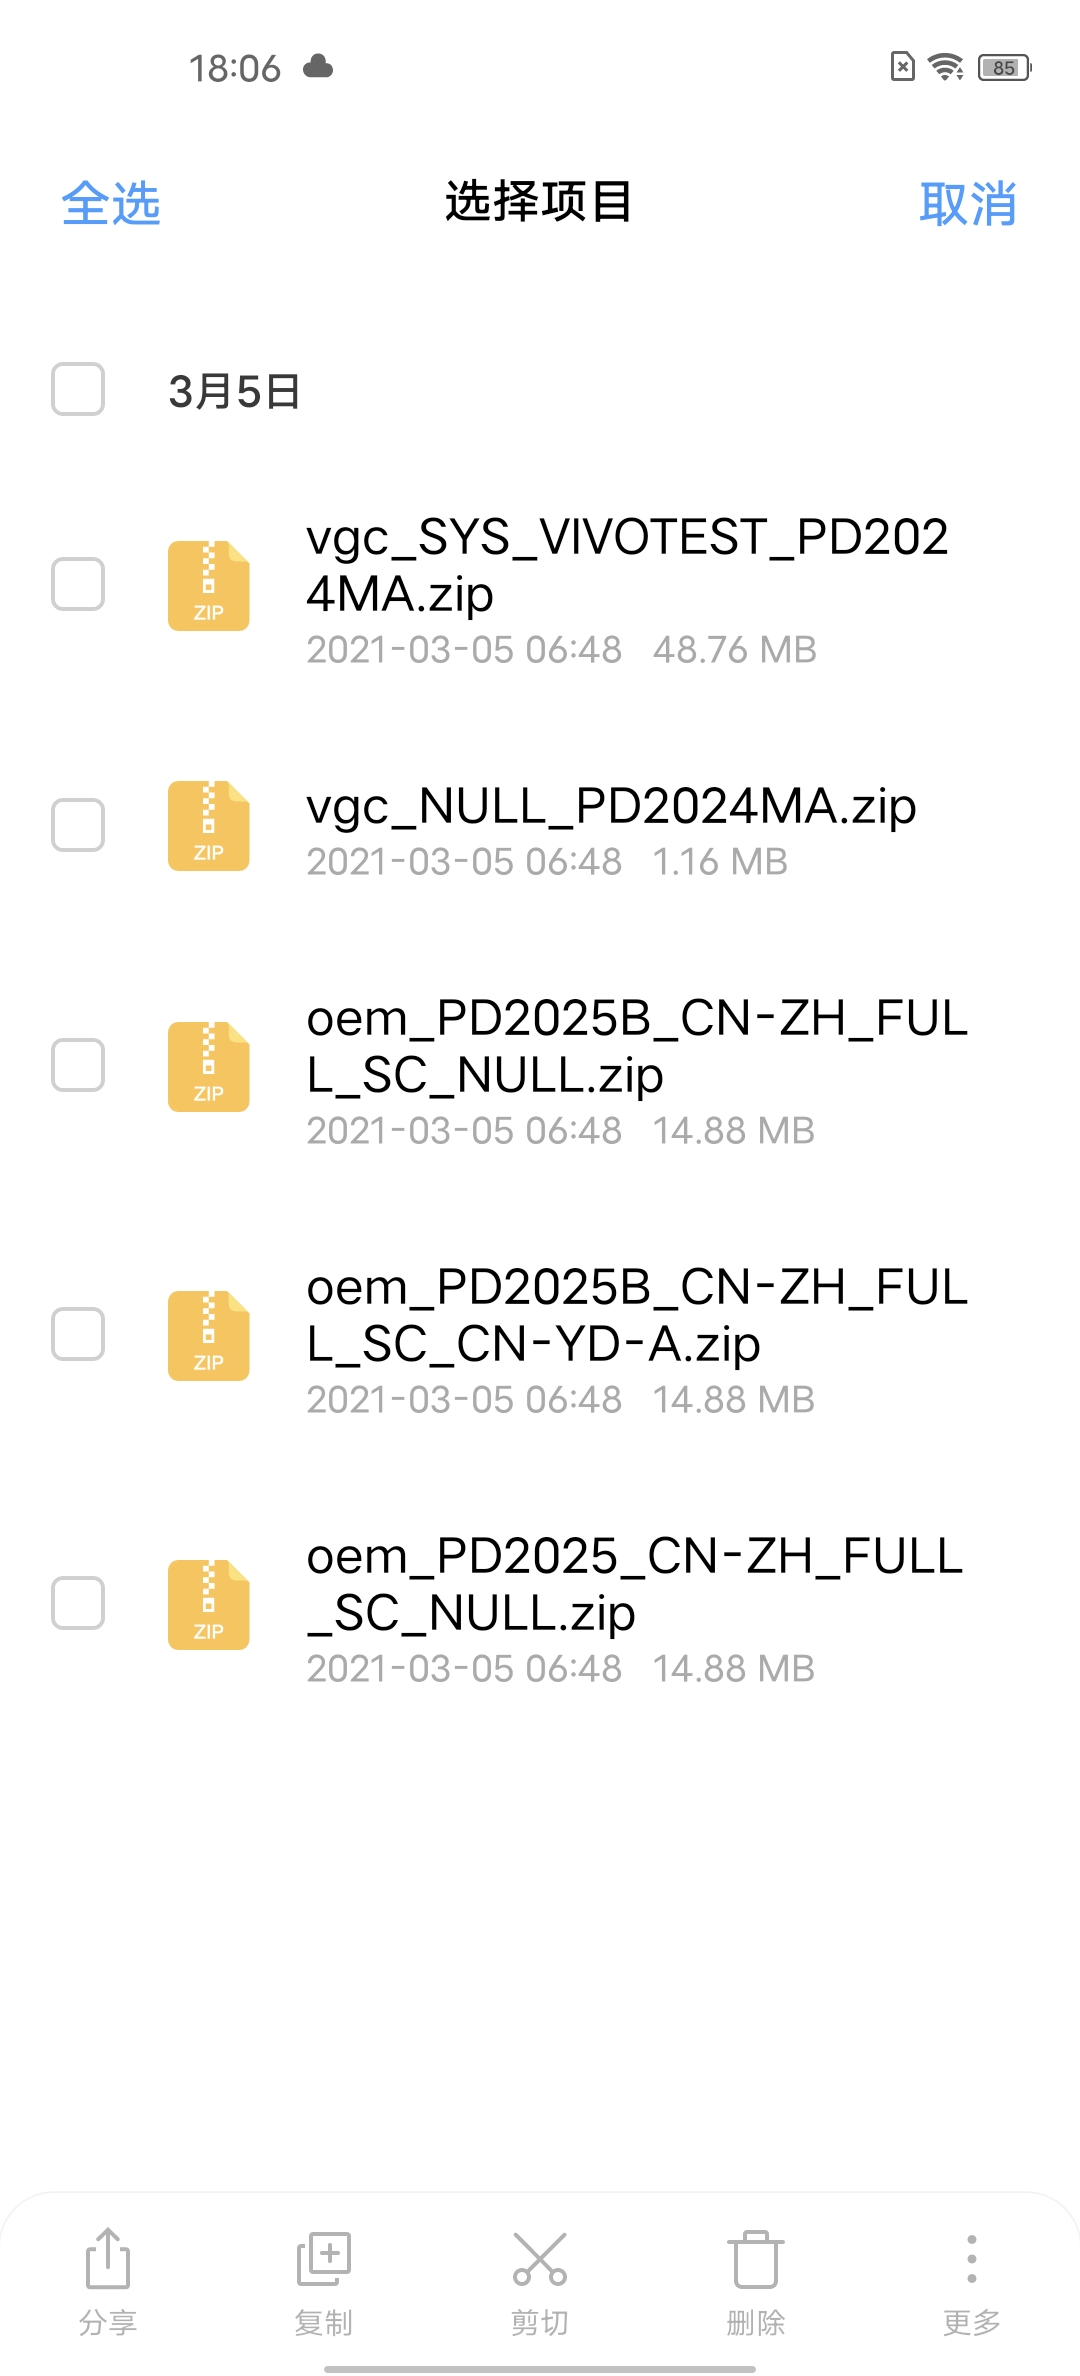 18:06
85
全选
选择项目
取消
3月5日
ZIP
vgc_SYS_VIVOTEST_PD202
4MA.zip
2021-03-05 06:48 48.76 MB
ZIP
vgc_NULL_PD2024MA.zip
2021-03-05 06:48 1.16 MB
ZIP
oem_PD2025B_CN-ZH_FUL
L_SC_NULL.zip
2021-03-05 06:48 14.88 MB
ZIP
oem_PD2025B_CN-ZH_FUL
L_SC_CN-YD-A.zip
2021-03-05 06:48 14.88 MB
ZIP
oem_PD2025_CN-ZH_FULL
_SC_NULL.zip
2021-03-05 06:48 14.88 MB
分享
复制
剪切
删除
更多